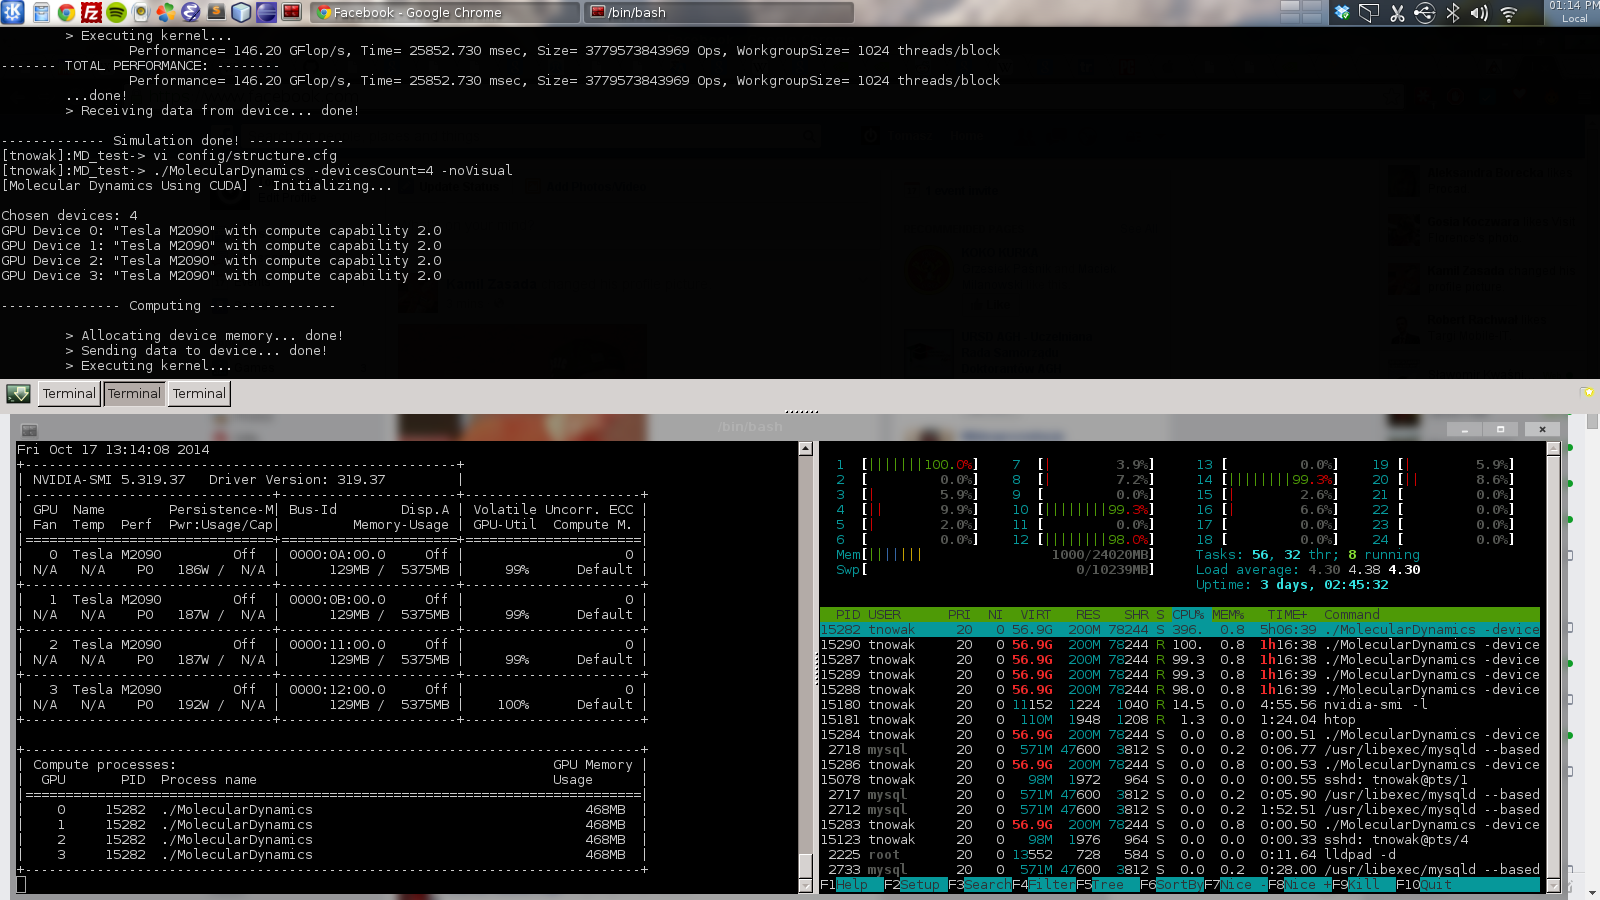 Facebook - Google Chrome
/bin/bash
01:14 PM
Local
> Executing kernel...
Performance= 146.20 GFlop/s, Time= 25852.730 msec, Size= 3779573843969 Ops, WorkgroupSize= 1024 threads/block
------- TOTAL PERFORMANCE: --------
Performance= 146.20 GFlop/s, Time= 25852.730 msec, Size= 3779573843969 Ops, WorkgroupSize= 1024 threads/block
...done!
> Receiving data from device... done!
------------- Simulation done! ------------
[tnowak]:MD_test-> vi config/structure.cfg
[tnowak]:MD_test-> ./MolecularDynamics -devicesCount=4 -noVisual
[Molecular Dynamics Using CUDA] - Initializing...
Chosen devices: 4
GPU Device 0: "Tesla M2090" with compute capability 2.0
GPU Device 1: "Tesla M2090" with compute capability 2.0
GPU Device 2: "Tesla M2090" with compute capability 2.0
GPU Device 3: "Tesla M2090" with compute capability 2.0
--------------- Computing ----------------
> Allocating device memory... done!
> Sending data to device... done!
> Executing kernel...
Terminal Terminal Terminal
/bin/bash
Fri Oct 17 13:14:08 2014
NVIDIA-SMI 5.319.37 Driver Version: 319.37
GPU Name Persistence-M| Bus-Id Disp.A | Volatile Uncorr. ECC
Fan Temp Perf Pwr:Usage/Cap| Memory-Usage | GPU-Util Compute M.
0 Tesla M2090 Off | 0000:0A:00.0 Off | 0
N/A N/A P0 186W / N/A | 129MB / 5375MB | 99% Default
1 Tesla M2090 Off | 0000:0B:00.0 Off | 0
N/A N/A P0 187W / N/A | 129MB / 5375MB | 99% Default
2 Tesla M2090 Off | 0000:11:00.0 Off | 0
N/A N/A P0 187W / N/A | 129MB / 5375MB | 99% Default
3 Tesla M2090 Off | 0000:12:00.0 Off | 0
N/A N/A P0 192W / N/A | 129MB / 5375MB | 100% Default
Compute processes: GPU Memory
GPU PID Process name Usage
0 15282 ./MolecularDynamics 468MB
1 15282 ./MolecularDynamics 468MB
2 15282 ./MolecularDynamics 468MB
3 15282 ./MolecularDynamics 468MB
1 [|||||||100.0%] 7 [| 3.9%] 13 [ 0.0%] 19 [| 5.9%]
2 [ 0.0%] 8 [| 7.2%] 14 [||||||||99.3%] 20 [|| 8.6%]
3 [| 5.9%] 9 [ 0.0%] 15 [| 2.6%] 21 [ 0.0%]
4 [| 9.9%] 10 [||||||||99.3%] 16 [| 6.6%] 22 [ 0.0%]
5 [| 2.0%] 11 [ 0.0%] 17 [ 0.0%] 23 [ 0.0%]
6 [ 0.0%] 12 [||||||||98.0%] 18 [ 0.0%] 24 [ 0.0%]
Mem[||||||| 1000/24020MB] Tasks: 56, 32 thr; 8 running
Swp[ 0/10239MB] Load average: 4.30 4.38 4.30
Uptime: 3 days, 02:45:32
PID USER PRI NI VIRT RES SHR S CPU% MEM% TIME+ Command
15282 tnowak 20 0 56.9G 200M 78244 S 396. 0.8 5h06:39 ./MolecularDynamics -device
15290 tnowak 20 0 56.9G 200M 78244 R 100. 0.8 1h16:38 ./MolecularDynamics -device
15287 tnowak 20 0 56.9G 200M 78244 R 99.3 0.8 1h16:39 ./MolecularDynamics -device
15289 tnowak 20 0 56.9G 200M 78244 R 99.3 0.8 1h16:39 ./MolecularDynamics -device
15288 tnowak 20 0 56.9G 200M 78244 R 98.0 0.8 1h16:39 ./MolecularDynamics -device
15180 tnowak 20 0 11152 1224 1040 R 14.5 0.0 4:55.56 nvidia-smi -l
15181 tnowak 20 0 110M 1948 1208 R 1.3 0.0 1:24.04 htop
15284 tnowak 20 0 56.9G 200M 78244 S 0.0 0.8 0:00.51 ./MolecularDynamics -device
2718 mysql 20 0 571M 47600 3812 S 0.0 0.2 0:06.77 /usr/libexec/mysqld --based
15286 tnowak 20 0 56.9G 200M 78244 S 0.0 0.8 0:00.53 ./MolecularDynamics -device
15078 tnowak 20 0 98M 1972 964 S 0.0 0.0 0:00.55 sshd: tnowak@pts/1
2717 mysql 20 0 571M 47600 3812 S 0.0 0.2 0:05.90 /usr/libexec/mysqld --based
2712 mysql 20 0 571M 47600 3812 S 0.0 0.2 1:52.51 /usr/libexec/mysqld --based
15283 tnowak 20 0 56.9G 200M 78244 S 0.0 0.8 0:00.50 ./MolecularDynamics -device
15123 tnowak 20 0 98M 1976 964 S 0.0 0.0 0:00.33 sshd: tnowak@pts/4
2225 root 20 0 13552 728 584 S 0.0 0.0 0:11.64 lldpad -d
2733 mysql 20 0 571M 47600 3812 S 0.0 0.2 0:28.00 /usr/libexec/mysqld --based
F1Help F2Setup F3Search F4Filter F5Tree F6SortBy F7Nice - F8Nice + F9Kill F10Quit